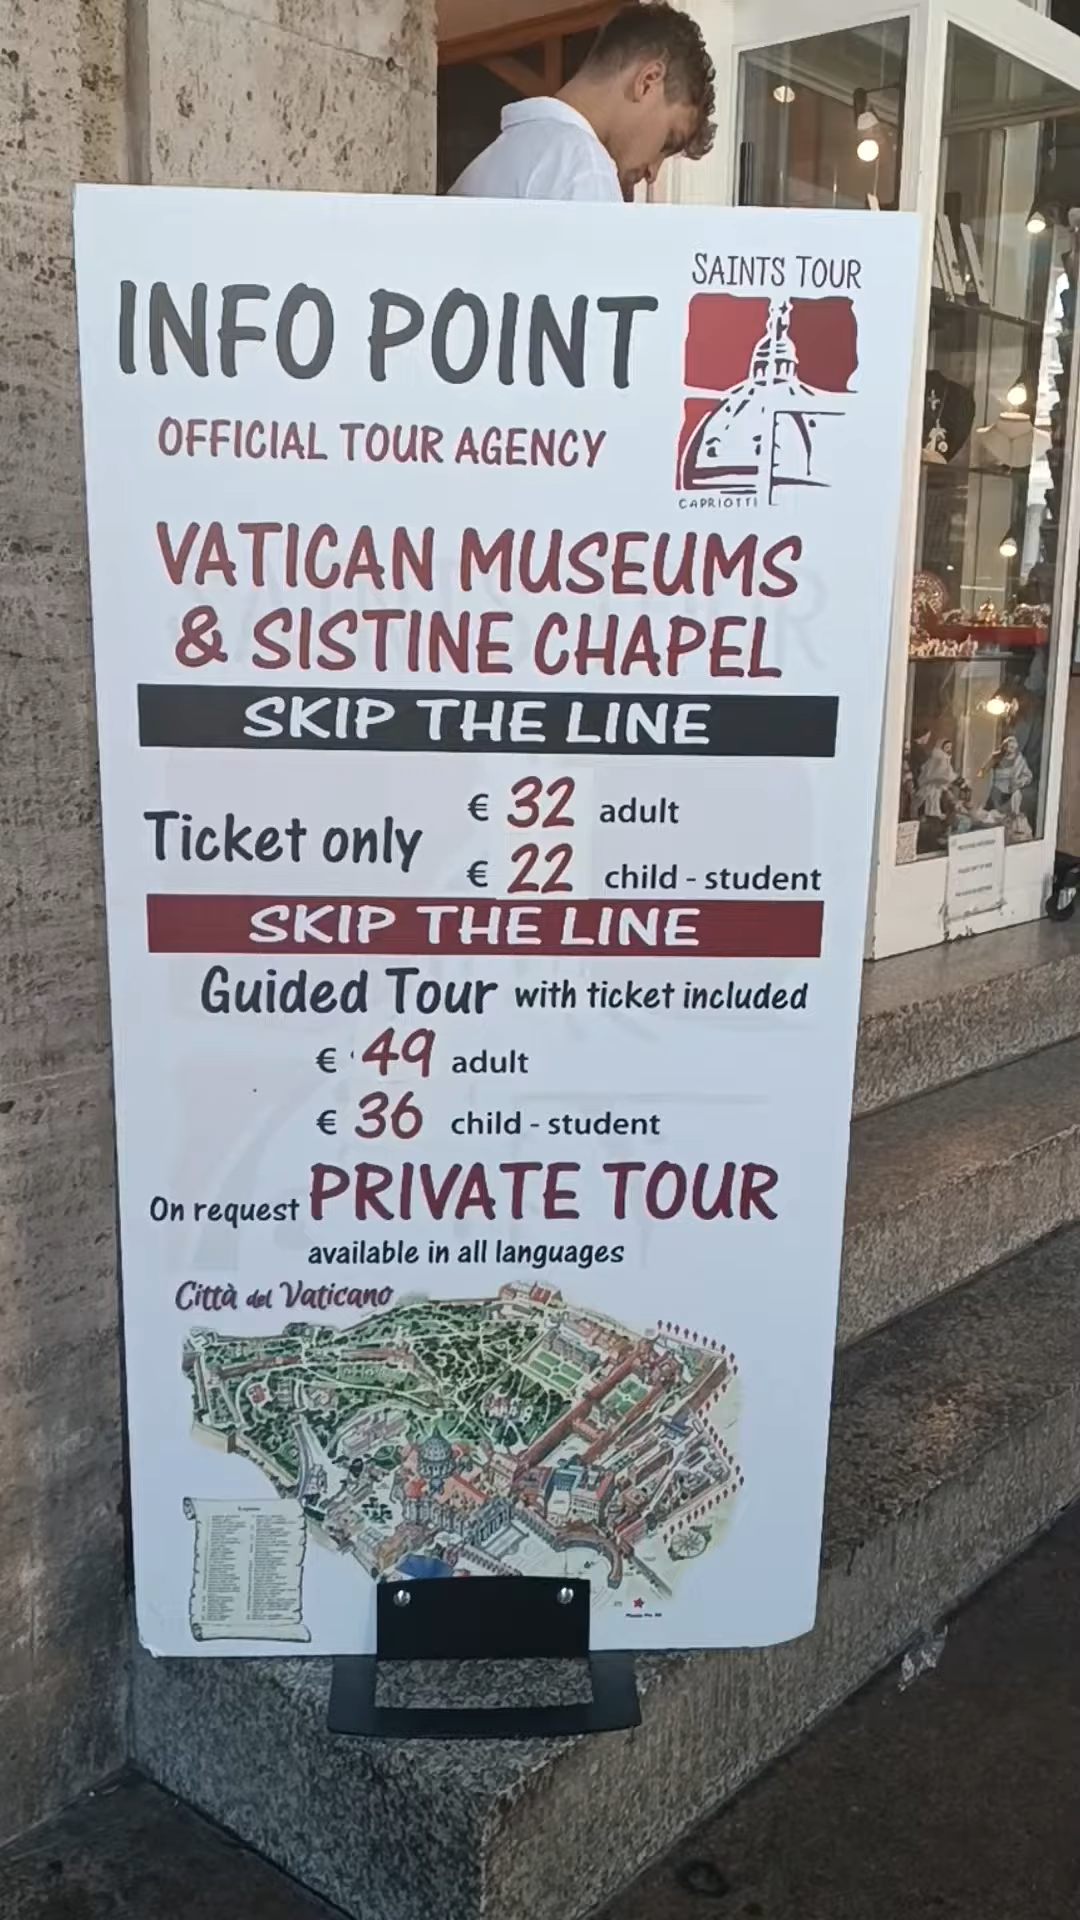 SAINTS TOUR
INFO POINT
OFFICIAL TOUR AGENCY
CAPRIOTTI
VATICAN MUSEUMS
& SISTINE CHAPEL
SKIP THE LINE
Ticket only
€ 32 adult
€ 22 child - student
SKIP THE LINE
Guided Tour with ticket included
€ 49 adult
€ 36 child - student
On request PRIVATE TOUR
available in all languages
Città del Vaticano